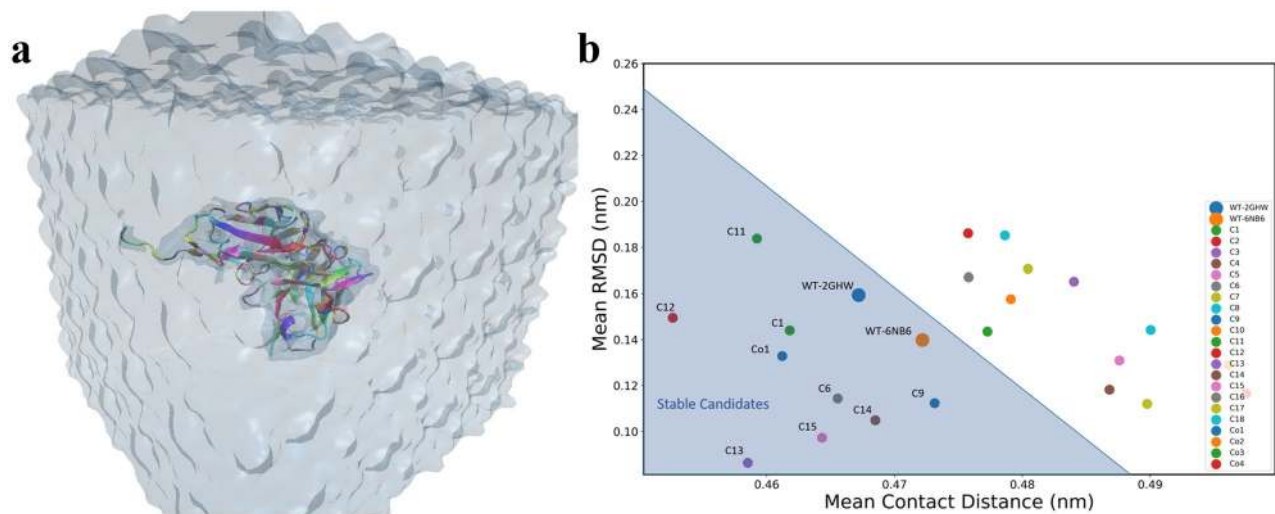 a
b
0.26
0.24
0.22
0.20
0.18
0.16
0.14
0.12
0.10
Mean RMSD (nm)
C11
WT-2GHW
C12
C1
WT-6NB6
Co1
C6
C9
Stable Candidates
C14
C15
C13
WT-2GHW
WT-6NB6
C1
C2
C3
C4
C5
C6
C7
C8
C9
C10
C11
C12
C13
C14
C15
C16
C17
C18
Co1
Co2
Co3
Co4
0.46
0.47
0.48
0.49
Mean Contact Distance (nm)